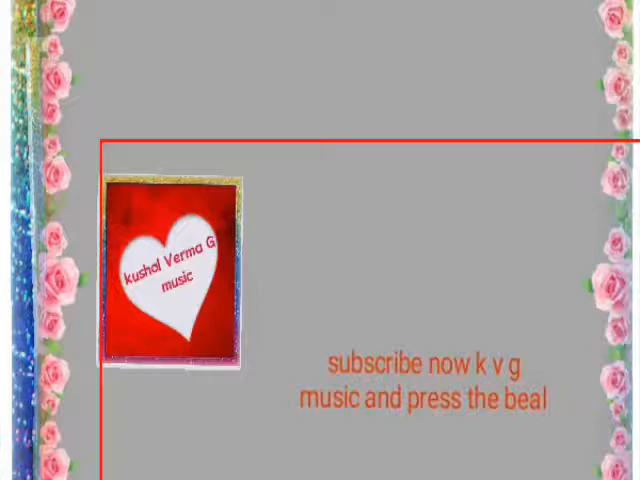 kushal Verma G
music
subscribe now k v g
music and press the beal